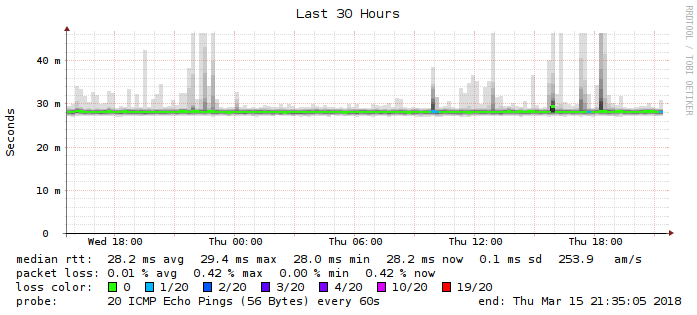 Last 30 Hours
RRDTOOL / TOBI OETIKER
Seconds
40 m
30 m
20 m
10 m
0
Wed 18:00 Thu 00:00 Thu 06:00 Thu 12:00 Thu 18:00
median rtt: 28.2 ms avg 29.4 ms max 28.0 ms min 28.2 ms now 0.1 ms sd 253.9 am/s
packet loss: 0.01 % avg 0.42 % max 0.00 % min 0.42 % now
loss color: 0 1/20 2/20 3/20 4/20 10/20 19/20
probe: 20 ICMP Echo Pings (56 Bytes) every 60s end: Thu Mar 15 21:35:05 2018